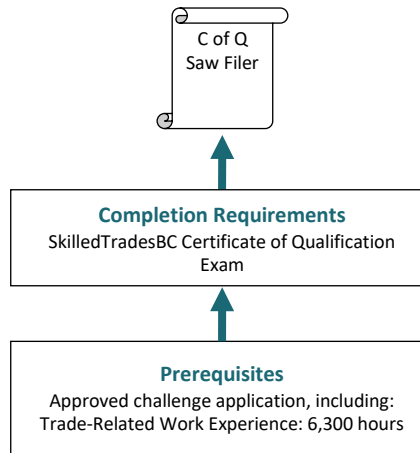 C of Q
Saw Filer
Completion Requirements
SkilledTradesBC Certificate of Qualification
Exam
Prerequisites
Approved challenge application, including:
Trade-Related Work Experience: 6,300 hours